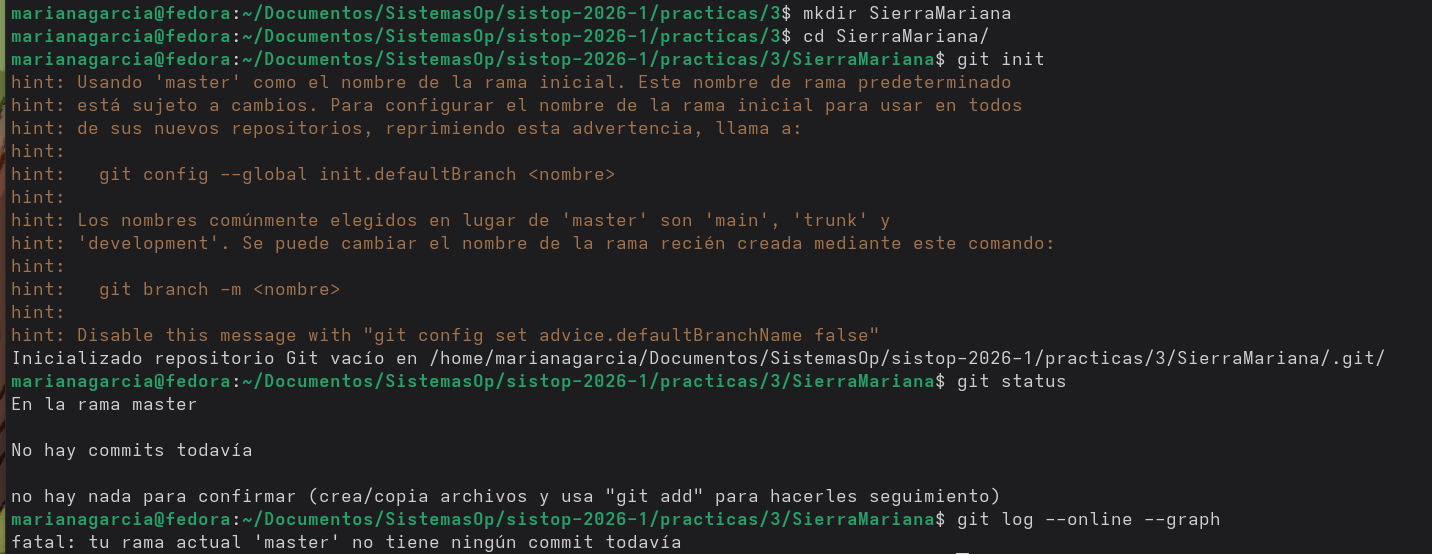 marianagarcia@fedora:~/Documentos/SistemasOp/sistop-2026-1/practicas/3$ mkdir SierraMariana
marianagarcia@fedora:~/Documentos/SistemasOp/sistop-2026-1/practicas/3$ cd SierraMariana/
marianagarcia@fedora:~/Documentos/SistemasOp/sistop-2026-1/practicas/3/SierraMariana$ git init
hint: Usando 'master' como el nombre de la rama inicial. Este nombre de rama predeterminado
hint: está sujeto a cambios. Para configurar el nombre de la rama inicial para usar en todos
hint: de sus nuevos repositorios, reprimiendo esta advertencia, llama a:
hint:
hint:   git config --global init.defaultBranch <nombre>
hint:
hint: Los nombres comúnmente elegidos en lugar de 'master' son 'main', 'trunk' y
hint: 'development'. Se puede cambiar el nombre de la rama recién creada mediante este comando:
hint:
hint:   git branch -m <nombre>
hint:
hint: Disable this message with "git config set advice.defaultBranchName false"
Inicializado repositorio Git vacío en /home/marianagarcia/Documentos/SistemasOp/sistop-2026-1/practicas/3/SierraMariana/.git/
marianagarcia@fedora:~/Documentos/SistemasOp/sistop-2026-1/practicas/3/SierraMariana$ git status
En la rama master

No hay commits todavía

no hay nada para confirmar (crea/copia archivos y usa "git add" para hacerles seguimiento)
marianagarcia@fedora:~/Documentos/SistemasOp/sistop-2026-1/practicas/3/SierraMariana$ git log --online --graph
fatal: tu rama actual 'master' no tiene ningún commit todavía